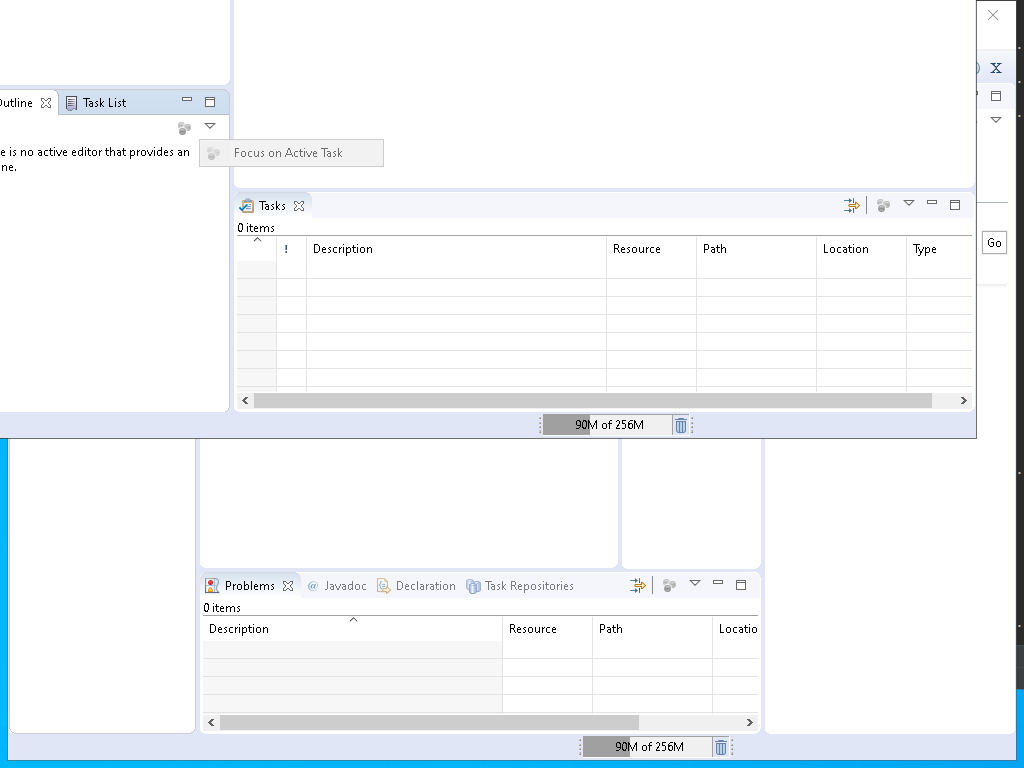 Outline
Task List
e is no active editor that provides an
ne.
Focus on Active Task
Tasks
0 items
! Description Resource Path Location Type
90M of 256M
X
Go
Problems @ Javadoc Declaration Task Repositories
0 items
Description Resource Path Locatio
90M of 256M